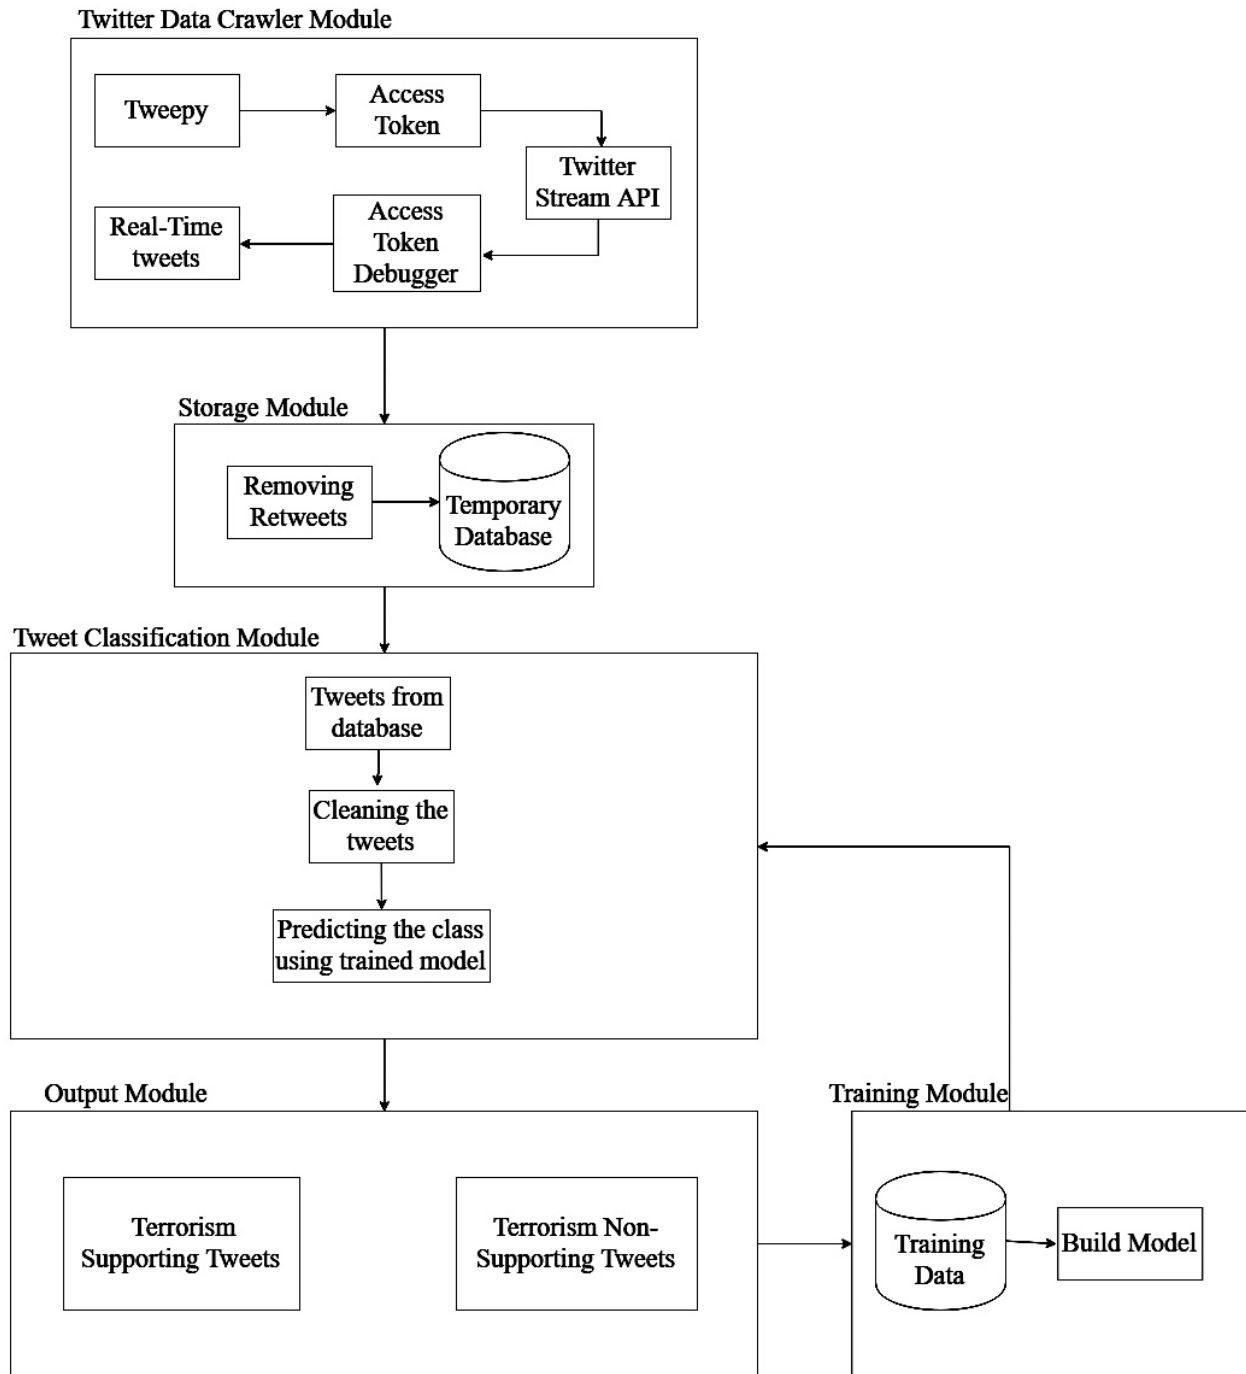 Twitter Data Crawler Module
Tweepy
Access
Token
Twitter
Stream API
Access
Token
Debugger
Real-Time
tweets
Storage Module
Removing
Retweets
Temporary
Database
Tweet Classification Module
Tweets from
database
Cleaning the
tweets
Predicting the class
using trained model
Output Module
Terrorism
Supporting Tweets
Terrorism Non-
Supporting Tweets
Training Module
Training
Data
Build Model